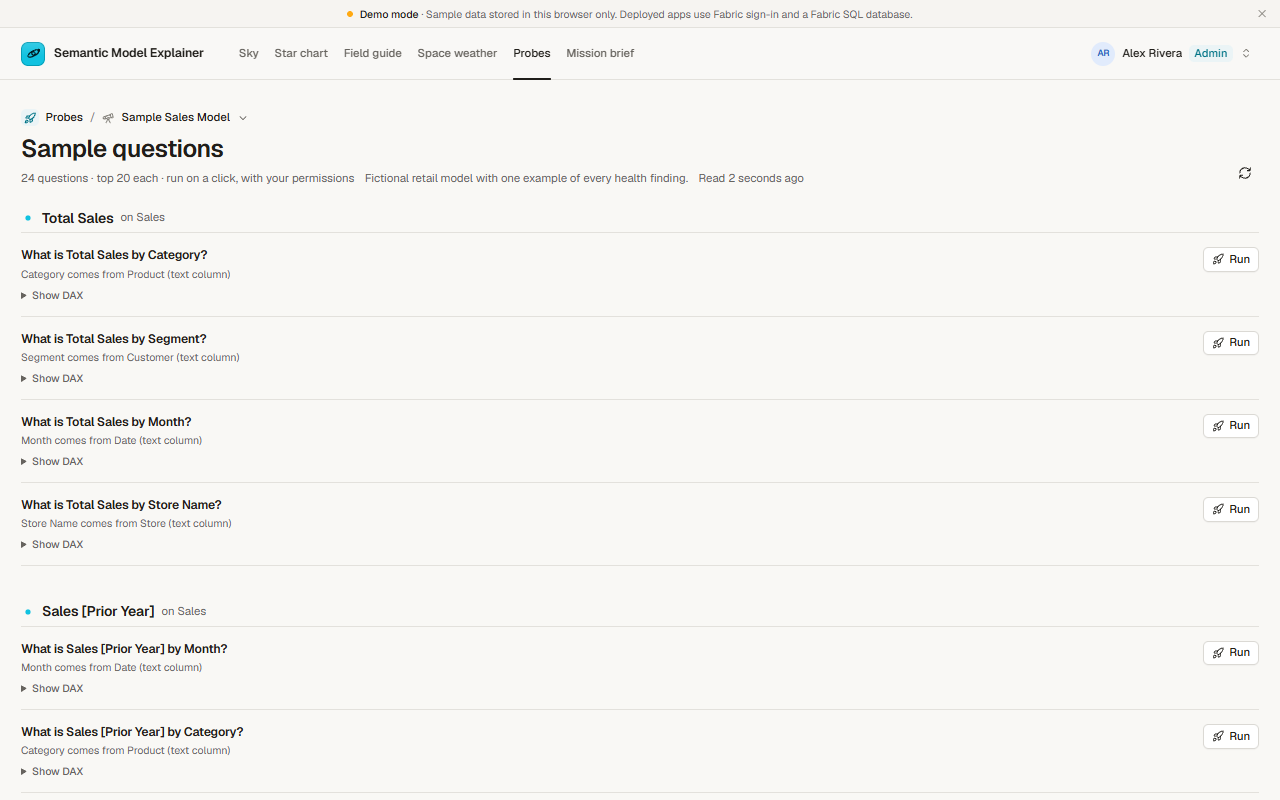 Demo mode · Sample data stored in this browser only. Deployed apps use Fabric sign-in and a Fabric SQL database.
Semantic Model Explainer
Sky
Star chart
Field guide
Space weather
Probes
Mission brief
AR
Alex Rivera
Admin
Probes / Sample Sales Model
Sample questions
24 questions · top 20 each · run on a click, with your permissions Fictional retail model with one example of every health finding. Read 2 seconds ago
Total Sales on Sales
What is Total Sales by Category?
Run
Category comes from Product (text column)
Show DAX
What is Total Sales by Segment?
Run
Segment comes from Customer (text column)
Show DAX
What is Total Sales by Month?
Run
Month comes from Date (text column)
Show DAX
What is Total Sales by Store Name?
Run
Store Name comes from Store (text column)
Show DAX
Sales [Prior Year] on Sales
What is Sales [Prior Year] by Month?
Run
Month comes from Date (text column)
Show DAX
What is Sales [Prior Year] by Category?
Run
Category comes from Product (text column)
Show DAX